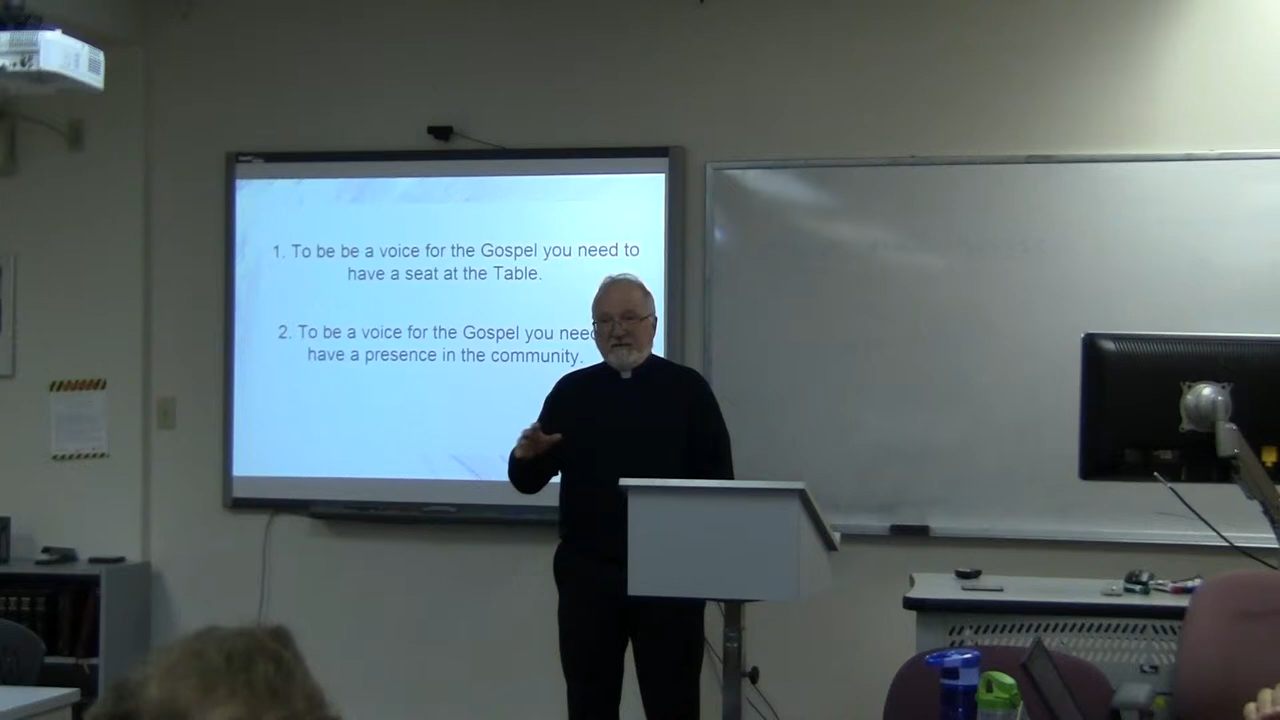 1. To be be a voice for the Gospel you need to
have a seat at the Table.
2. To be a voice for the Gospel you need
have a presence in the community.